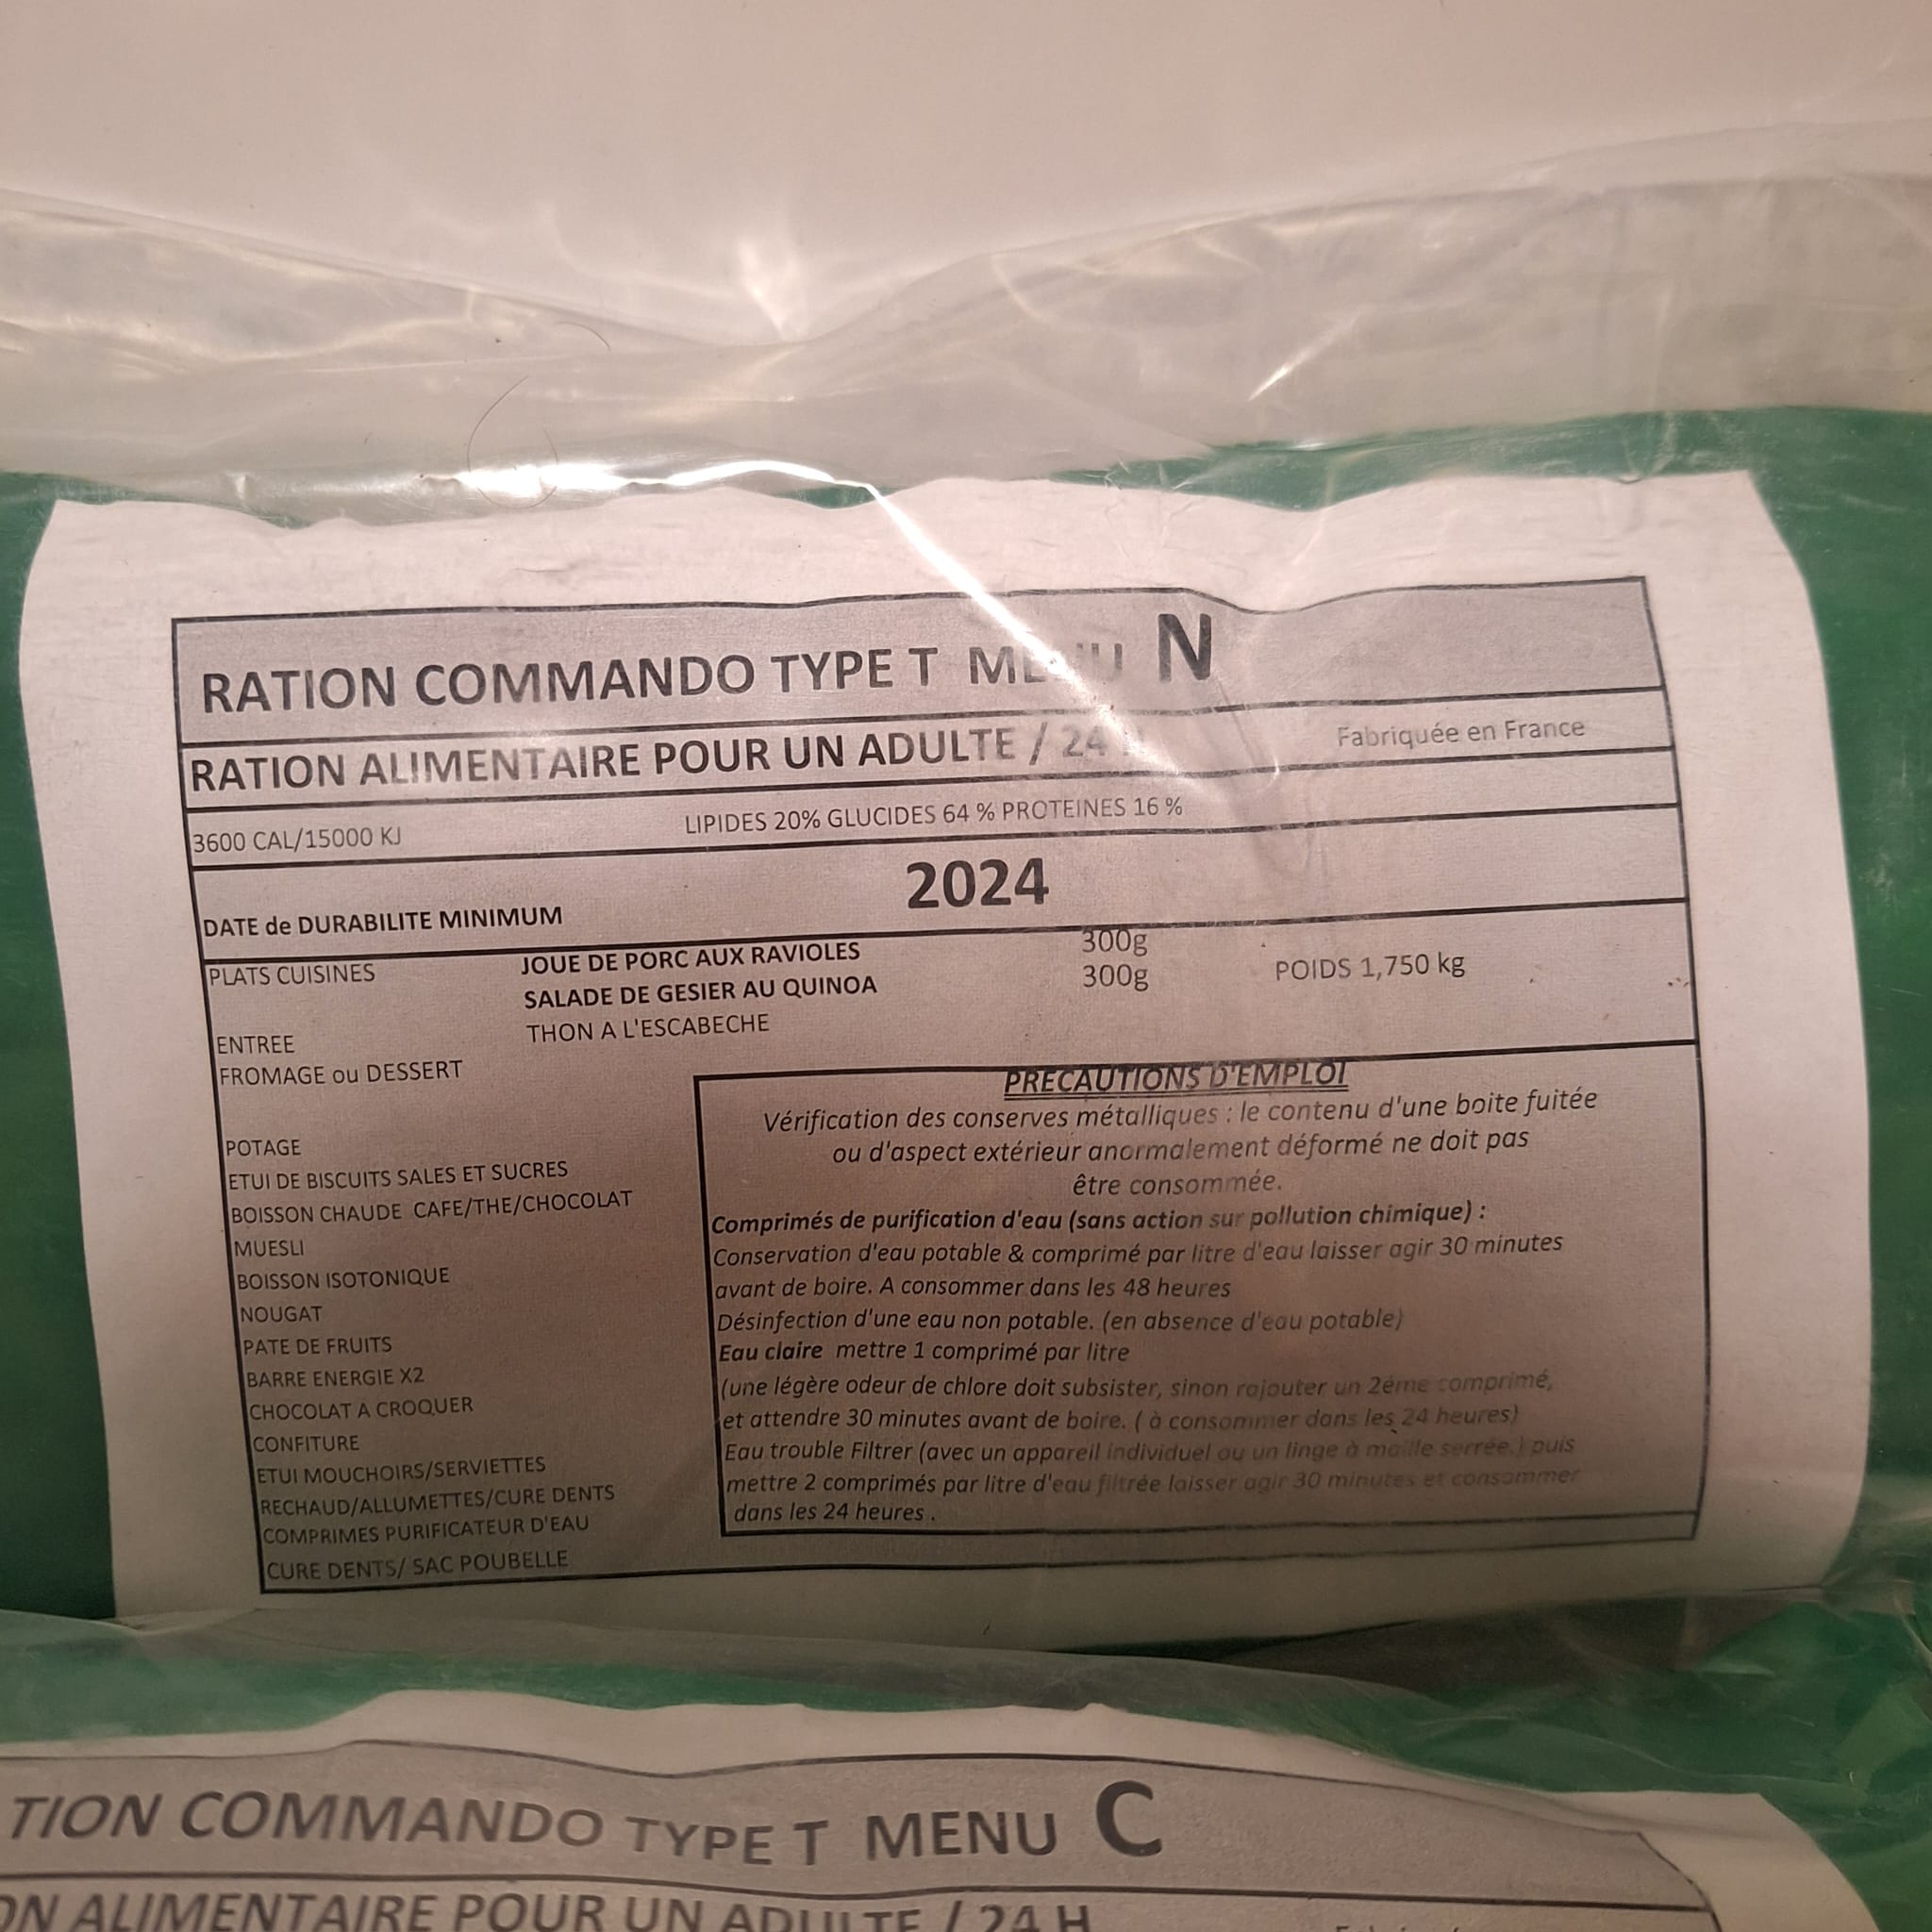 RATION COMMANDO TYPE T MENU N
RATION ALIMENTAIRE POUR UN ADULTE / 24 H
Fabriquée en France
3600 CAL/15000 KJ
LIPIDES 20% GLUCIDES 64 % PROTEINES 16 %
DATE de DURABILITE MINIMUM
2024
PLATS CUISINES
JOUE DE PORC AUX RAVIOLES
300g
SALADE DE GESIER AU QUINOA
300g
POIDS 1,750 kg
ENTREE
THON A L'ESCABECHE
FROMAGE ou DESSERT
POTAGE
ETUI DE BISCUITS SALES ET SUCRES
BOISSON CHAUDE CAFE/THE/CHOCOLAT
MUESLI
BOISSON ISOTONIQUE
NOUGAT
PATE DE FRUITS
BARRE ENERGIE X2
CHOCOLAT A CROQUER
CONFITURE
ETUI MOUCHOIRS/SERVIETTES
RECHAUD/ALLUMETTES/CURE DENTS
COMPRIMES PURIFICATEUR D'EAU
CURE DENTS/ SAC POUBELLE
PRECAUTIONS D'EMPLOI
Vérification des conserves métalliques : le contenu d'une boite fuitée
ou d'aspect extérieur anormalement déformé ne doit pas
être consommée.
Comprimés de purification d'eau (sans action sur pollution chimique) :
Conservation d'eau potable & comprimé par litre d'eau laisser agir 30 minutes
avant de boire. A consommer dans les 48 heures
Désinfection d'une eau non potable. (en absence d'eau potable)
Eau claire mettre 1 comprimé par litre
(une légère odeur de chlore doit subsister, sinon rajouter un 2éme comprimé,
et attendre 30 minutes avant de boire. ( à consommer dans les 24 heures)
Eau trouble Filtrer (avec un appareil individuel ou un linge à maille serrée.) puis
mettre 2 comprimés par litre d'eau filtrée laisser agir 30 minutes et consommer
dans les 24 heures .
TION COMMANDO TYPE T MENU C
ON ALIMENTAIRE POUR UN ADULTE / 24 H